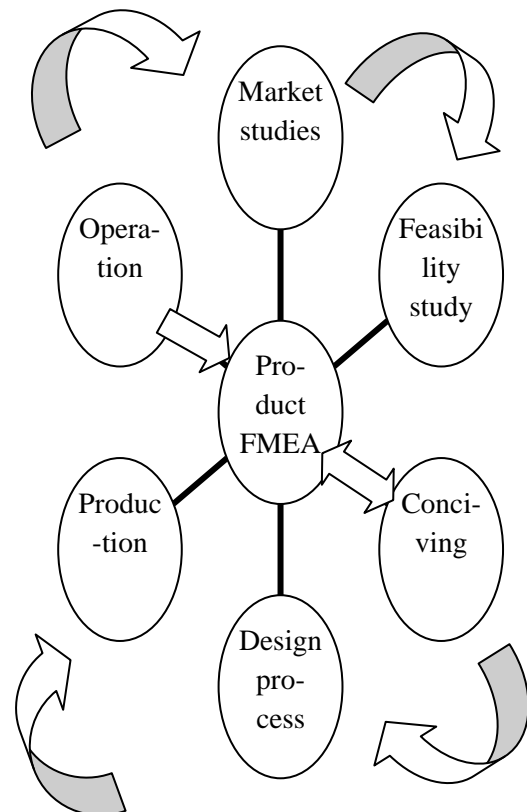 Market
studies
Opera-
tion
Feasibi
lity
study
Pro-
duct
FMEA
Produc
-tion
Conci-
ving
Design
pro-
cess